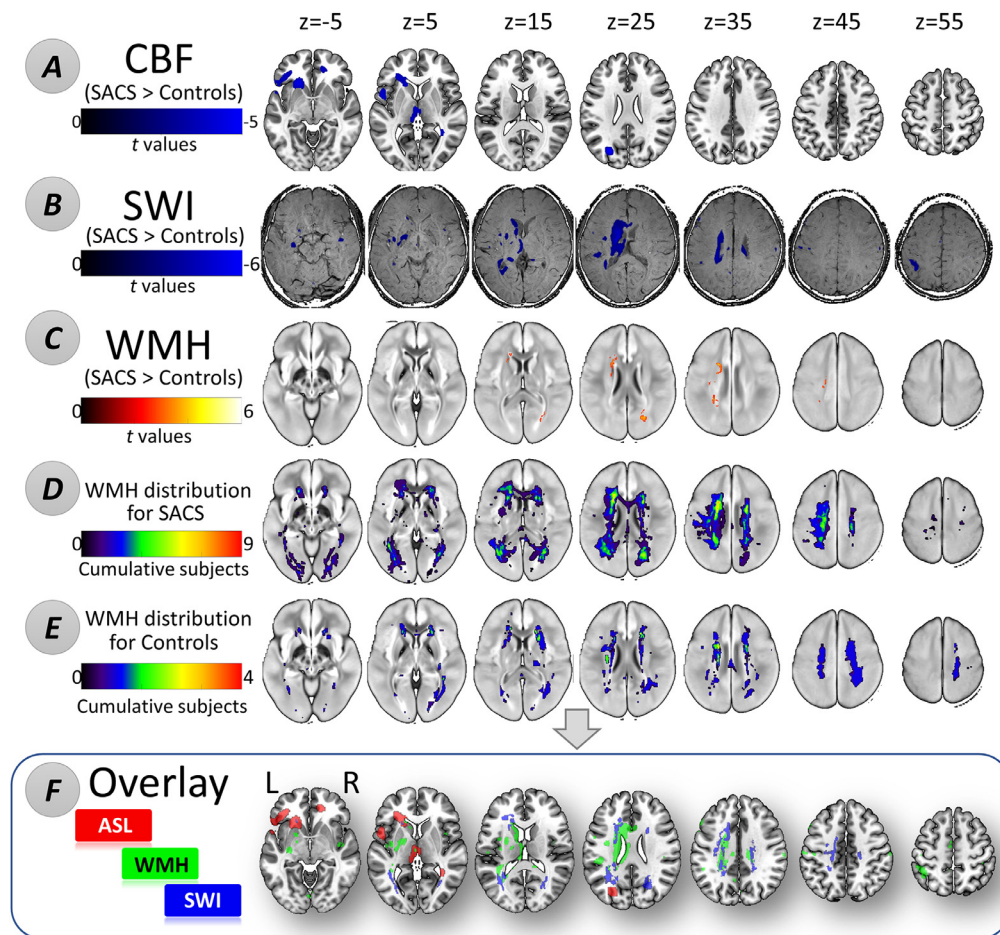 z=-5 z=5 z=15 z=25 z=35 z=45 z=55
A CBF
(SACS > Controls)
0 -5
t values
B SWI
(SACS > Controls)
0 -6
t values
C WMH
(SACS > Controls)
0 6
t values
D WMH distribution
for SACS
0 9
Cumulative subjects
E WMH distribution
for Controls
0 4
Cumulative subjects
F Overlay L R
ASL
WMH
SWI